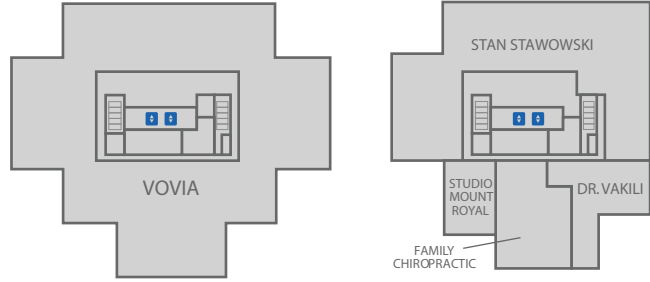 VOVIA
STAN STAWOWSKI
STUDIO
MOUNT
ROYAL
DR. VAKILI
FAMILY
CHIROPRACTIC